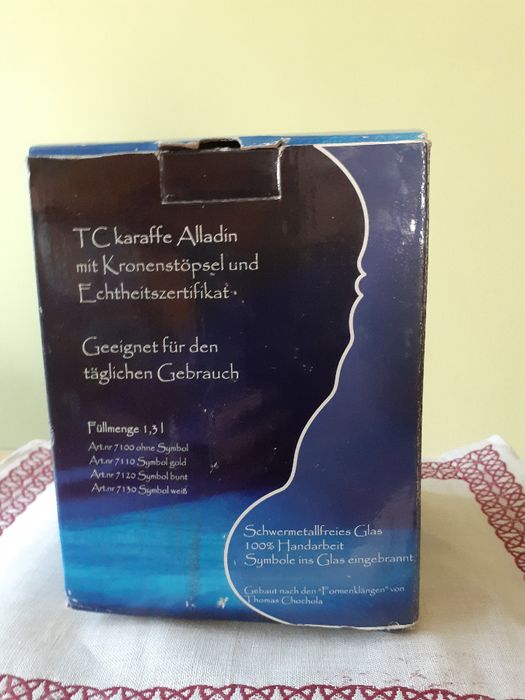 TC karaffe Alladin
mit Kronenstöpsel und
Echtheitszertifikat
Geeignet für den
täglichen Gebrauch
Füllmenge 1,3 l
Art.nr 7100 ohne Symbol
Art.nr 7110 Symbol gold
Art.nr 7120 Symbol bunt
Art.nr 7130 Symbol weiß
Schwermetallfreies Glas
100% Handarbeit
Symbole ins Glas eingebrannt
Gebaut nach den "Formenklängen" von
Thomas Chochola